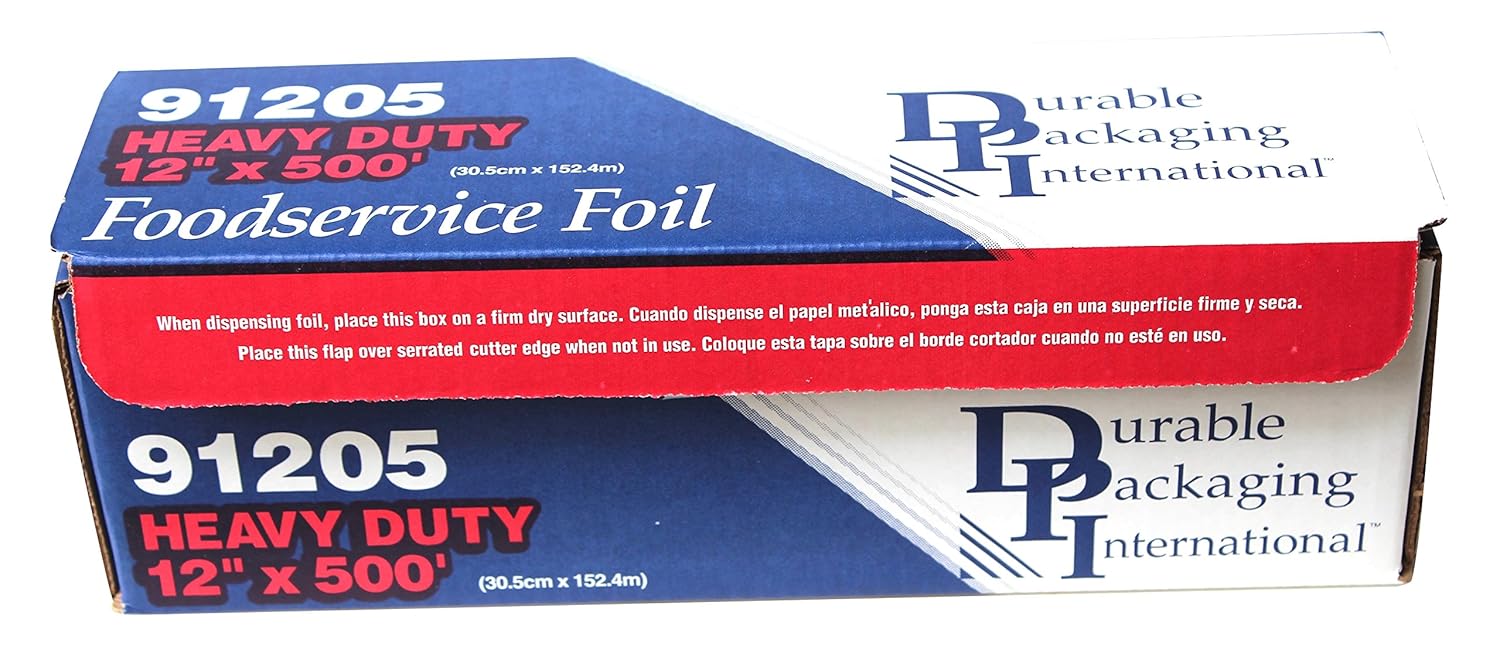 91205
HEAVY DUTY
12" x 500' (30.5cm x 152.4m)
Foodservice Foil
Durable
Packaging
International™
When dispensing foil, place this box on a firm dry surface. Cuando dispense el papel met'alico, ponga esta caja en una superficie firme y seca.
Place this flap over serrated cutter edge when not in use. Coloque esta tapa sobre el borde cortador cuando no esté en uso.
91205
HEAVY DUTY
12" x 500' (30.5cm x 152.4m)
Durable
Packaging
International™